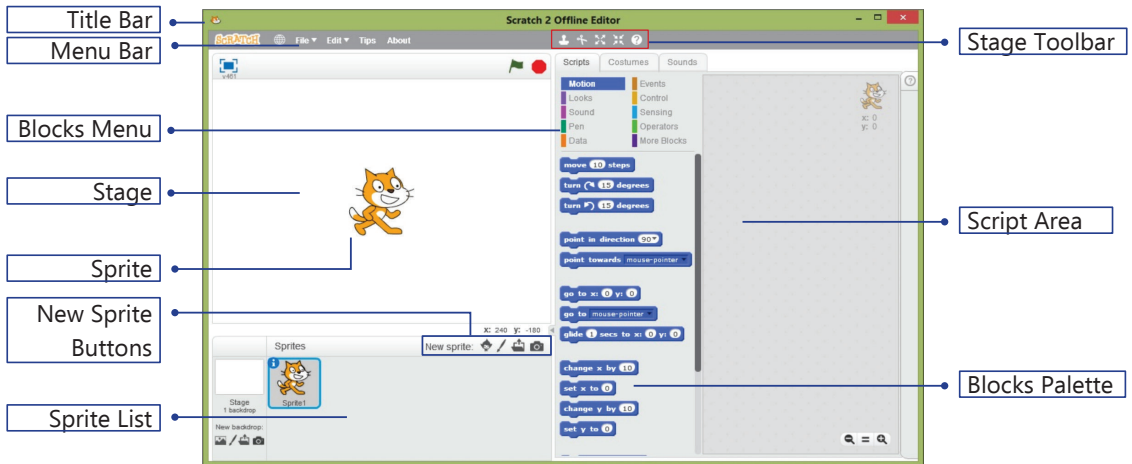 Title Bar
Menu Bar
Blocks Menu
Stage
Sprite
New Sprite
Buttons
Sprite List
Scratch 2 Offline Editor
SCRATCH File Edit Tips About
v461
Scripts Costumes Sounds
Motion Events
Looks Control
Sound Sensing
Pen Operators
Data More Blocks
move 10 steps
turn 15 degrees
turn 15 degrees
point in direction 90
point towards mouse-pointer
go to x: 0 y: 0
go to mouse-pointer
glide 1 secs to x: 0 y: 0
change x by 10
set x to 0
change y by 10
set y to 0
x: 0
y: 0
X: 240 y: -180
Sprites New sprite:
Stage
1 backdrop
Sprite1
New backdrop:
Stage Toolbar
Script Area
Blocks Palette